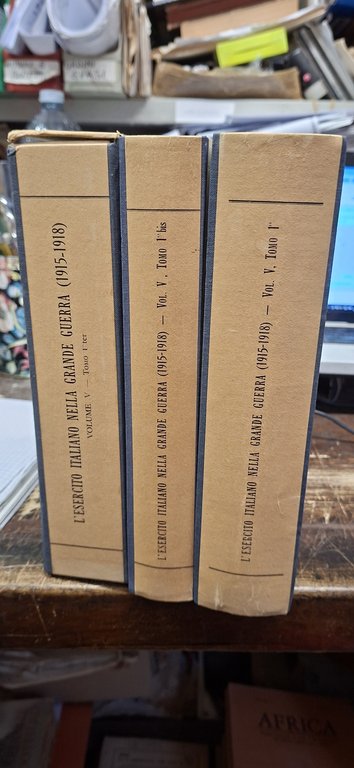 L'ESERCITO ITALIANO NELLA GRANDE GUERRA (1915-1918)
VOLUME V — Tomo 1° ter
L'ESERCITO ITALIANO NELLA GRANDE GUERRA (1915-1918) — Vol. V, Tomo 1° bis
L'ESERCITO ITALIANO NELLA GRANDE GUERRA (1915-1918) — Vol. V, Tomo 1°
AFRICA